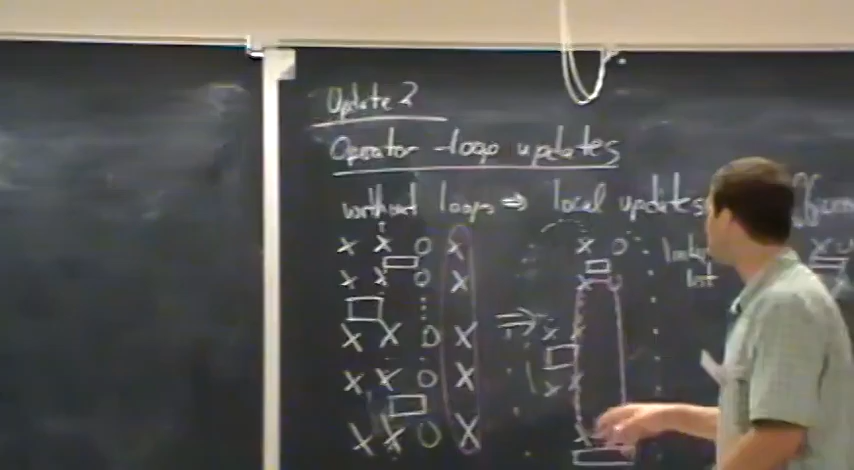 Update 2
Operator-loop updates
without loops ⇒ local updates
X X O X X O
X X O X X O
X X O X ⇒ X X
X X O X X X
X X O X X